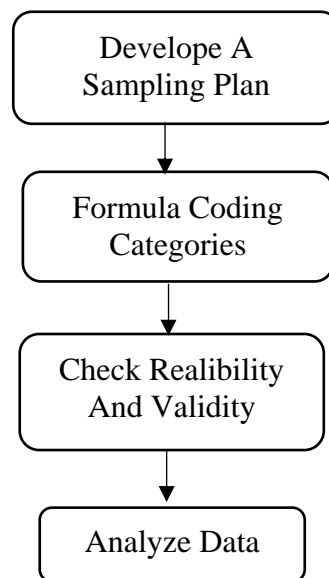 Develope A
Sampling Plan
Formula Coding
Categories
Check Realibility
And Validity
Analyze Data